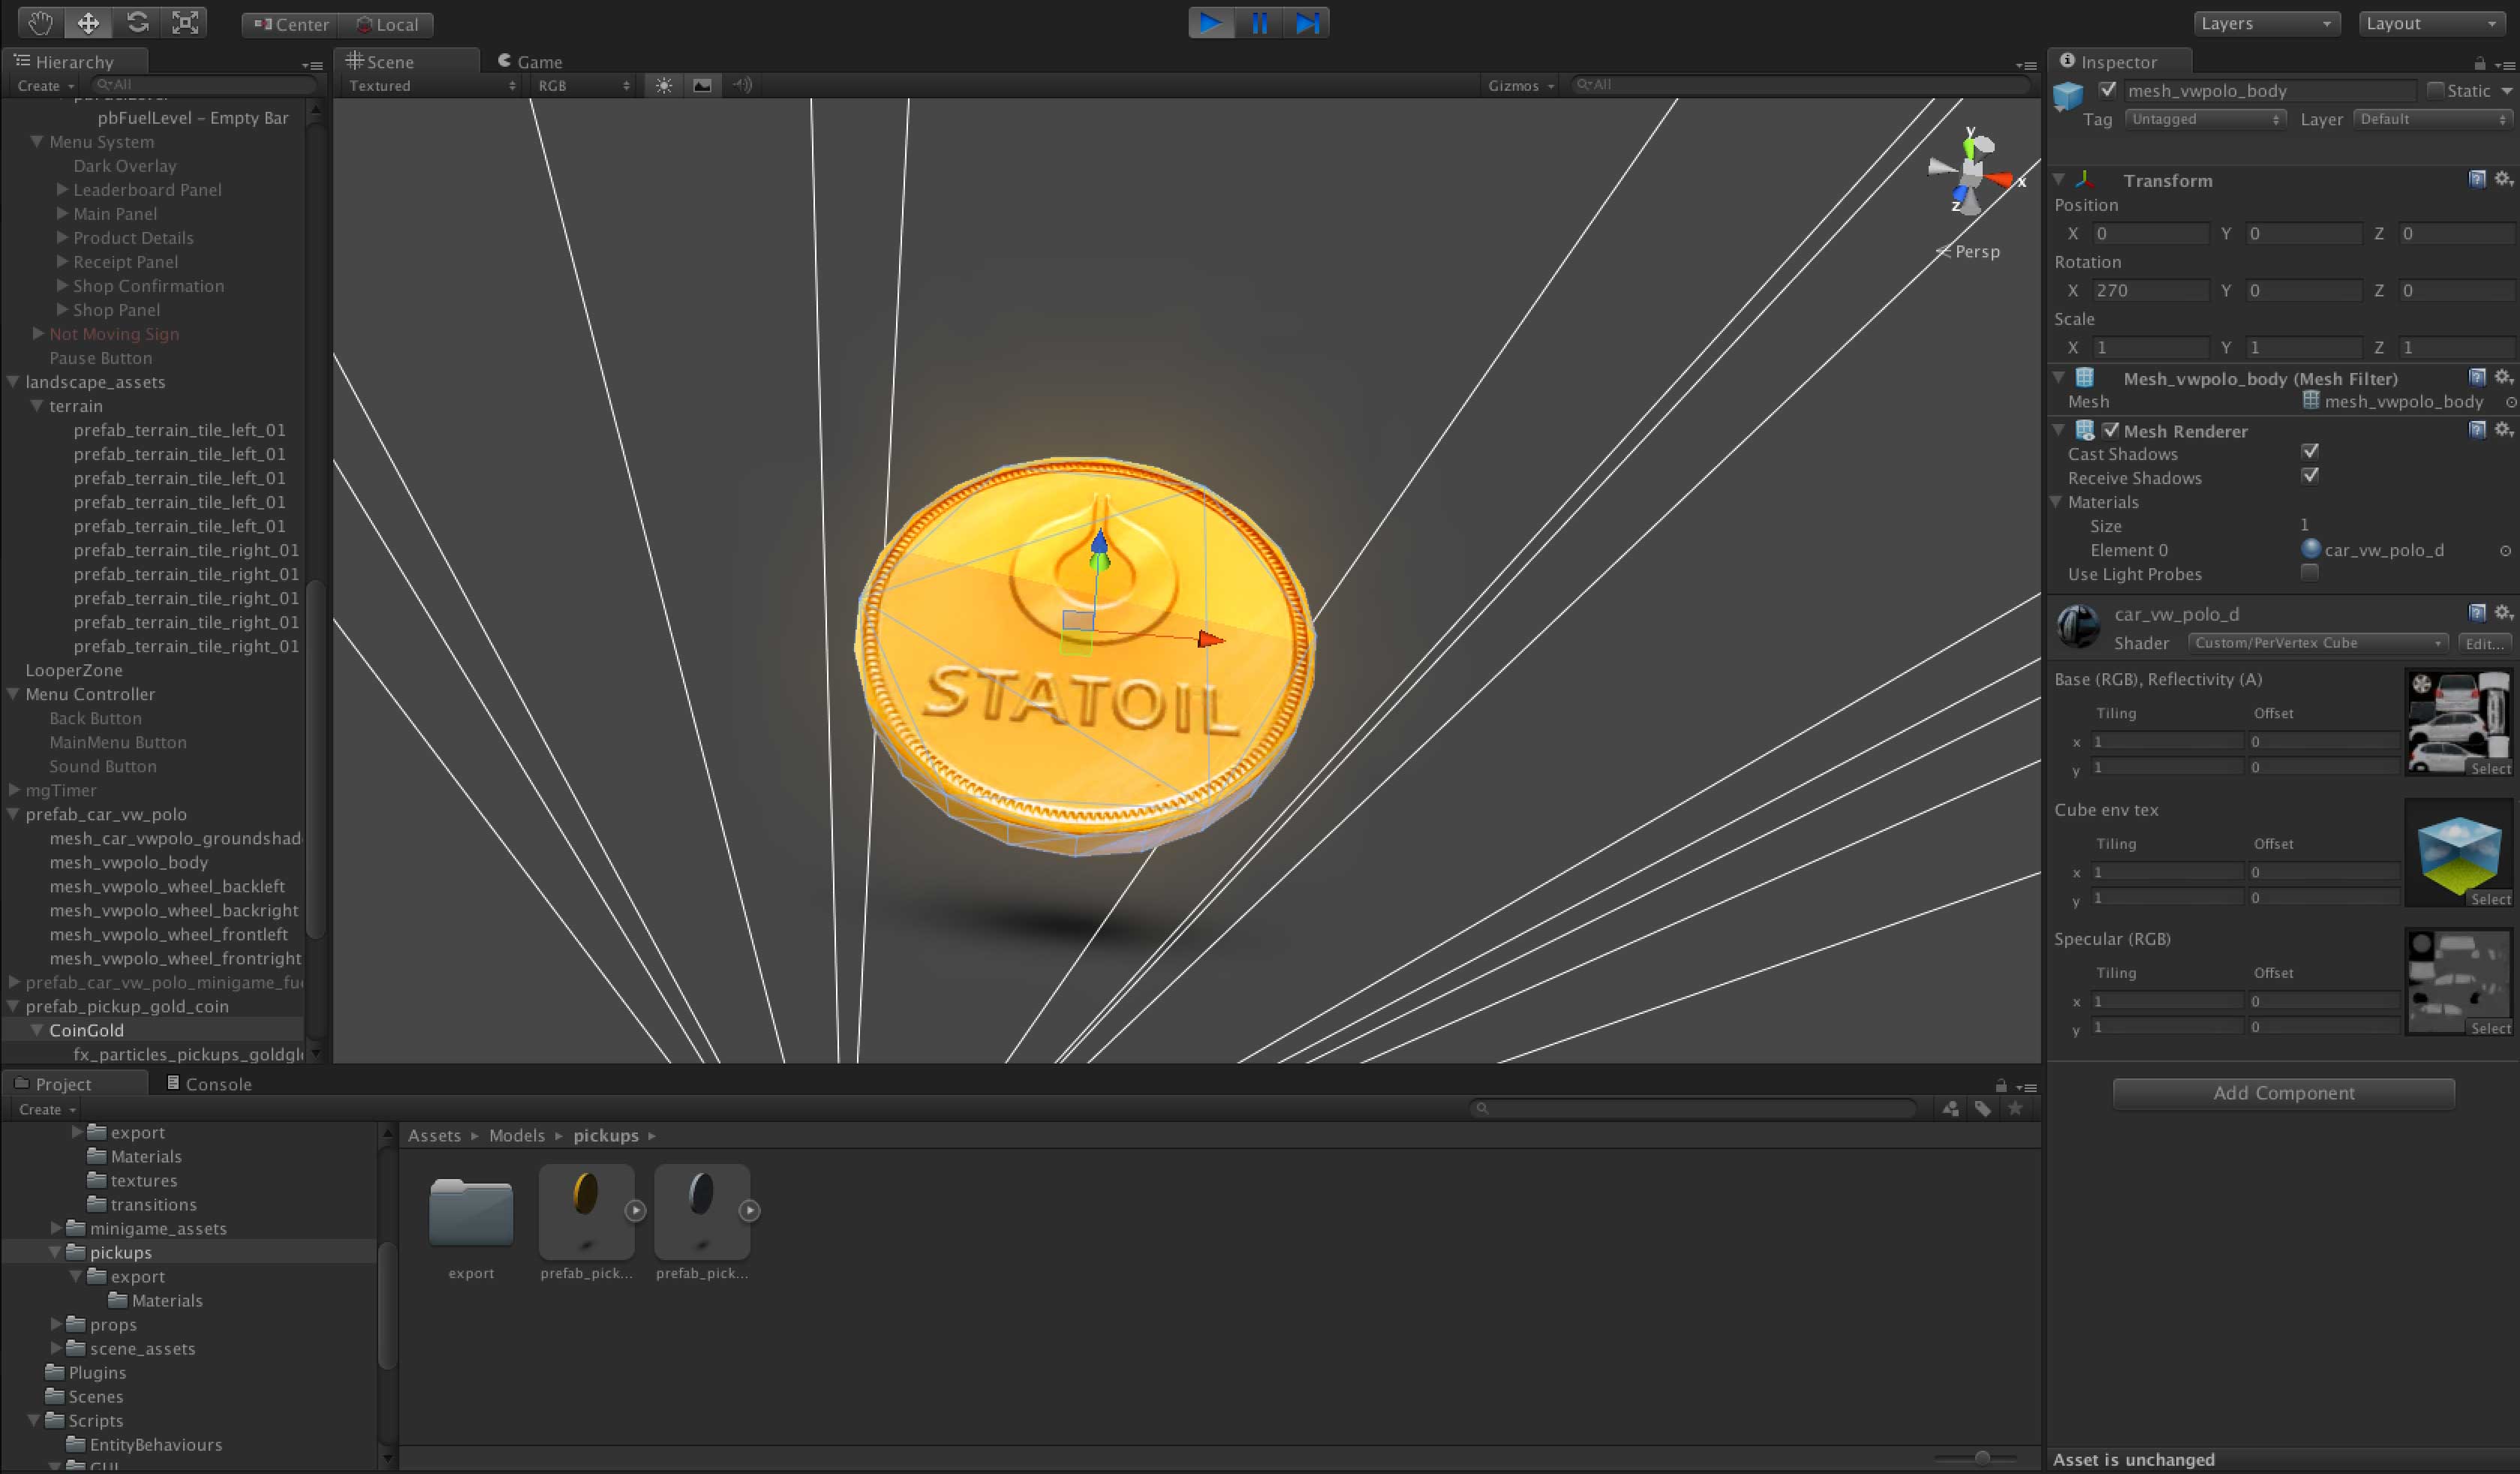 Center
Local
Layers
Layout
Hierarchy
Create
All
pbFuelLevel – Empty Bar
Menu System
Dark Overlay
Leaderboard Panel
Main Panel
Product Details
Receipt Panel
Shop Confirmation
Shop Panel
Not Moving Sign
Pause Button
landscape_assets
terrain
prefab_terrain_tile_left_01
prefab_terrain_tile_left_01
prefab_terrain_tile_left_01
prefab_terrain_tile_left_01
prefab_terrain_tile_left_01
prefab_terrain_tile_right_01
prefab_terrain_tile_right_01
prefab_terrain_tile_right_01
prefab_terrain_tile_right_01
prefab_terrain_tile_right_01
LooperZone
Menu Controller
Back Button
MainMenu Button
Sound Button
mgTimer
prefab_car_vw_polo
mesh_car_vwpolo_groundshad
mesh_vwpolo_body
mesh_vwpolo_wheel_backleft
mesh_vwpolo_wheel_backright
mesh_vwpolo_wheel_frontleft
mesh_vwpolo_wheel_frontright
prefab_car_vw_polo_minigame_fu
prefab_pickup_gold_coin
CoinGold
fx_particles_pickups_goldgl
Scene
Game
Textured
RGB
Gizmos
All
y
x
z
Persp
STATOIL
Inspector
mesh_vwpolo_body
Static
Tag Untagged Layer Default
Transform
Position
X 0 Y 0 Z 0
Rotation
X 270 Y 0 Z 0
Scale
X 1 Y 1 Z 1
Mesh_vwpolo_body (Mesh Filter)
Mesh mesh_vwpolo_body
Mesh Renderer
Cast Shadows
Receive Shadows
Materials
Size 1
Element 0 car_vw_polo_d
Use Light Probes
car_vw_polo_d
Shader Custom/PerVertex Cube Edit...
Base (RGB), Reflectivity (A)
Tiling Offset
x 1 0
y 1 0
Select
Cube env tex
Tiling Offset
x 1 0
y 1 0
Select
Specular (RGB)
Tiling Offset
x 1 0
y 1 0
Select
Add Component
Asset is unchanged
Project
Console
Create
export
Materials
textures
transitions
minigame_assets
pickups
export
Materials
props
scene_assets
Plugins
Scenes
Scripts
EntityBehaviours
GUI
Assets Models pickups
export
prefab_pick...
prefab_pick...